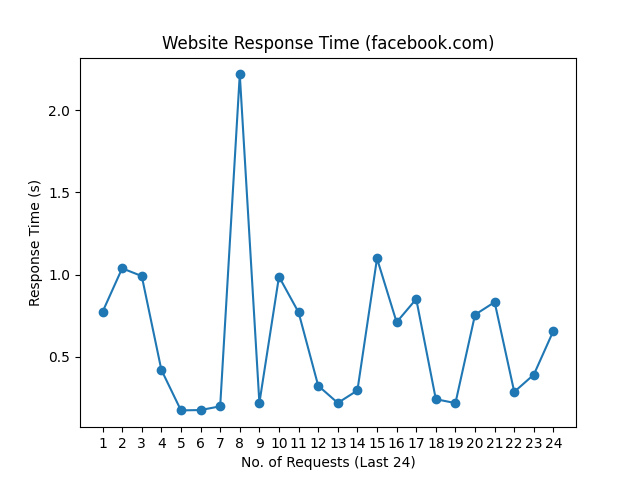 Website Response Time (facebook.com)
Response Time (s)
2.0
1.5
1.0
0.5
1 2 3 4 5 6 7 8 9 10 11 12 13 14 15 16 17 18 19 20 21 22 23 24
No. of Requests (Last 24)